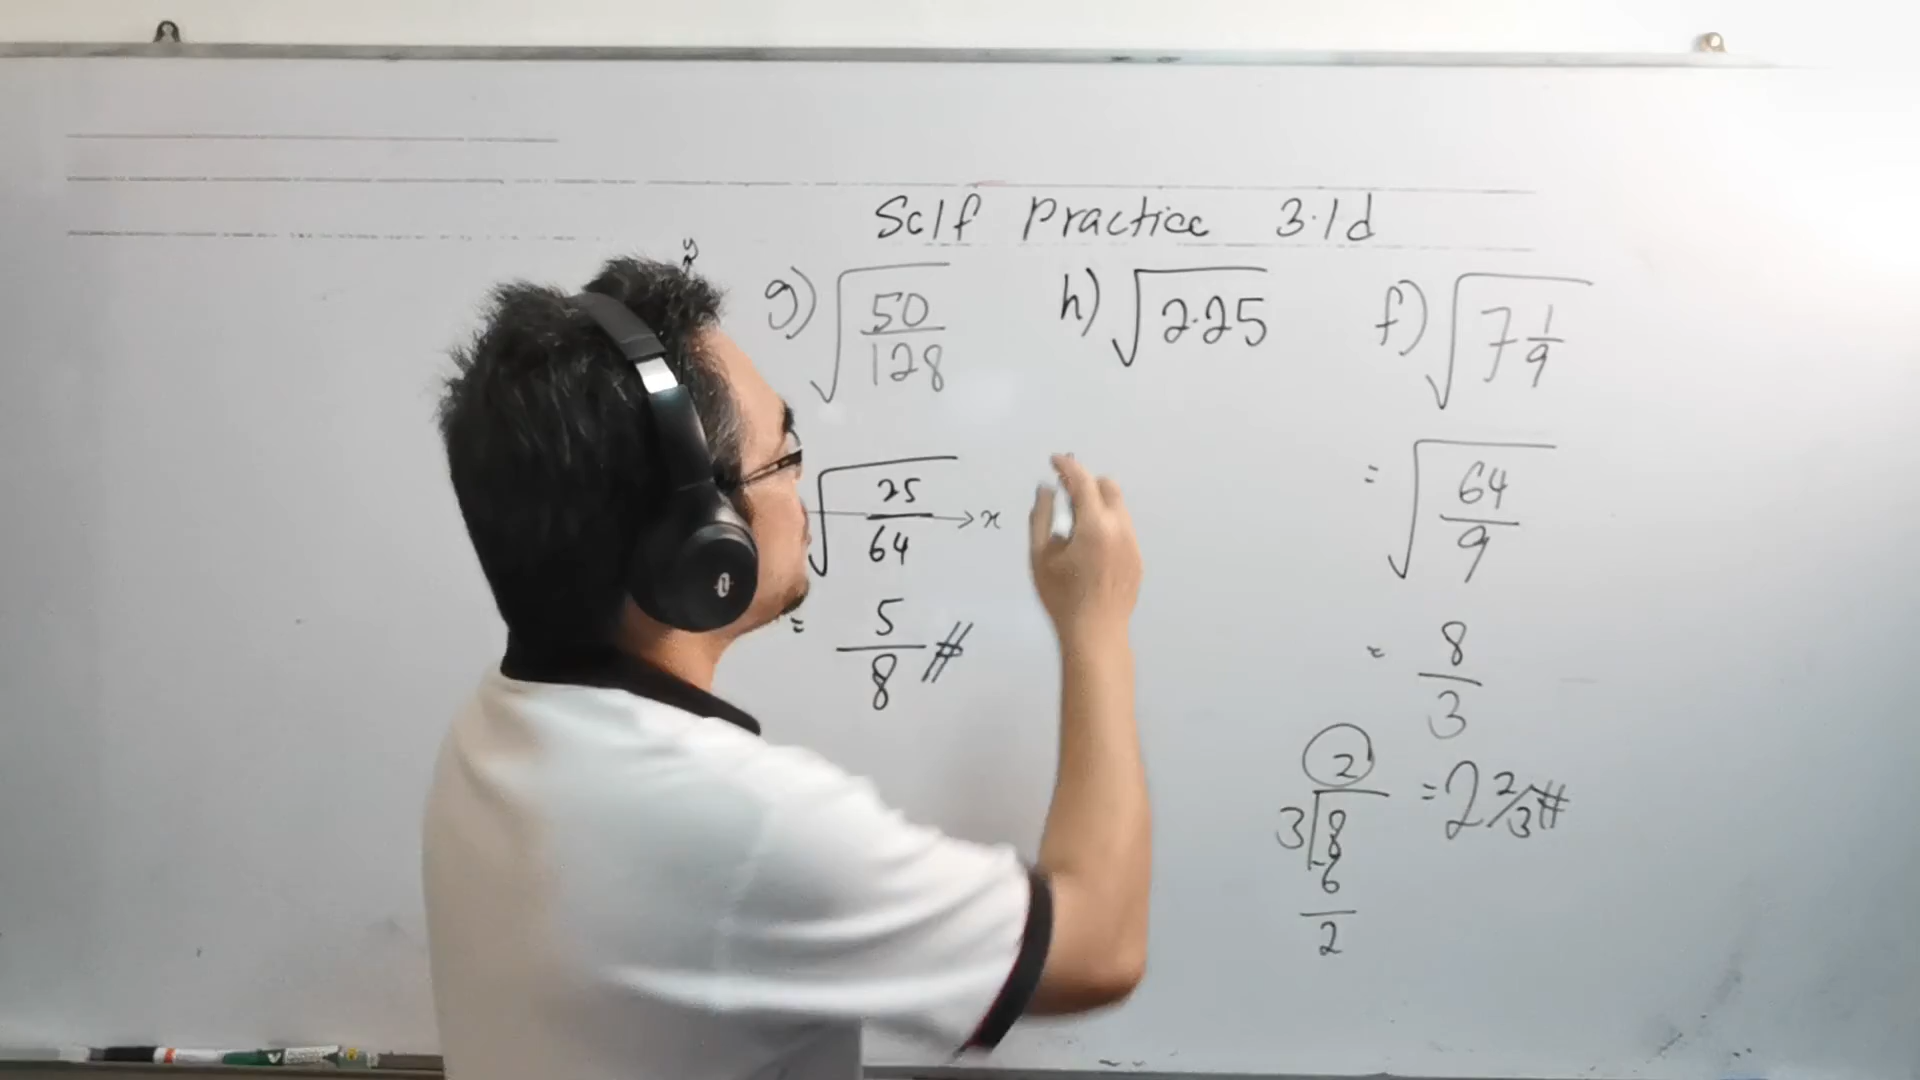 Self Practice 3.1d
y
g) √(50/128)
√(25/64)
x
= 5/8 #
h) √2.25
f) √(7 1/9)
= √(64/9)
= 8/3
= 2 2/3 #
2
3 8
-6
2